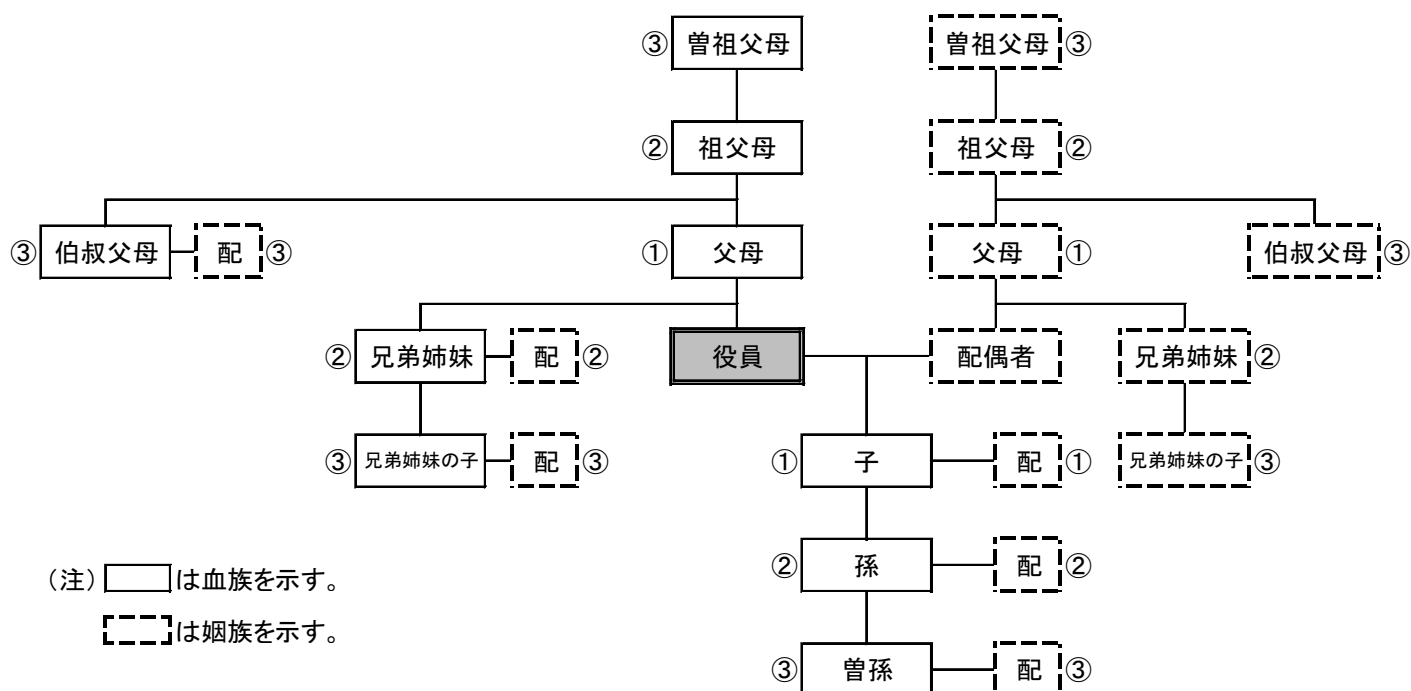 ③ 曽祖父母 曽祖父母 ③
② 祖父母 祖父母 ②
③ 伯叔父母 配 ③ ① 父母 父母 ① 伯叔父母 ③
② 兄弟姉妹 配 ② 役員 配偶者 兄弟姉妹 ②
③ 兄弟姉妹の子 配 ③ ① 子 配 ① 兄弟姉妹の子 ③
② 孫 配 ②
(注) は血族を示す。
は姻族を示す。
③ 曽孫 配 ③